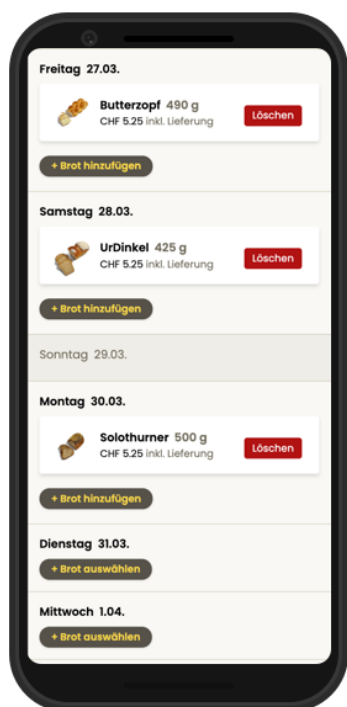 Freitag 27.03.
Butterzopf 490 g
CHF 5.25 inkl. Lieferung
Löschen
+ Brot hinzufügen
Samstag 28.03.
UrDinkel 425 g
CHF 5.25 inkl. Lieferung
Löschen
+ Brot hinzufügen
Sonntag 29.03.
Montag 30.03.
Solothurner 500 g
CHF 5.25 inkl. Lieferung
Löschen
+ Brot hinzufügen
Dienstag 31.03.
+ Brot auswählen
Mittwoch 1.04.
+ Brot auswählen